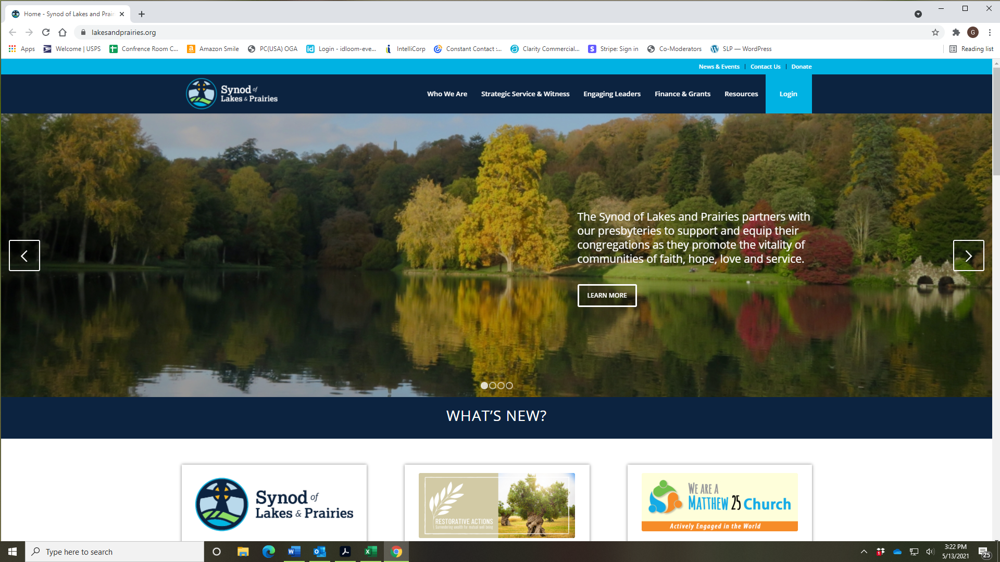 Home - Synod of Lakes and Prair
lakesandprairies.org
G
Apps
Welcome | USPS
Confrence Room C...
Amazon Smile
PC(USA) OGA
Login - idloom-eve...
IntelliCorp
Constant Contact :...
Clarity Commercial...
Stripe: Sign in
Co-Moderators
SLP — WordPress
Reading list
News & Events | Contact Us | Donate
Synod of
Lakes & Prairies
Who We Are
Strategic Service & Witness
Engaging Leaders
Finance & Grants
Resources
Login
The Synod of Lakes and Prairies partners with
our presbyteries to support and equip their
congregations as they promote the vitality of
communities of faith, hope, love and service.
LEARN MORE
WHAT’S NEW?
Synod of
Lakes & Prairies
RESTORATIVE ACTIONS
Surrendering wealth for mutual well-being
WE ARE A
MATTHEW 25 Church
Actively Engaged in the World
Type here to search
3:22 PM
5/13/2021
25